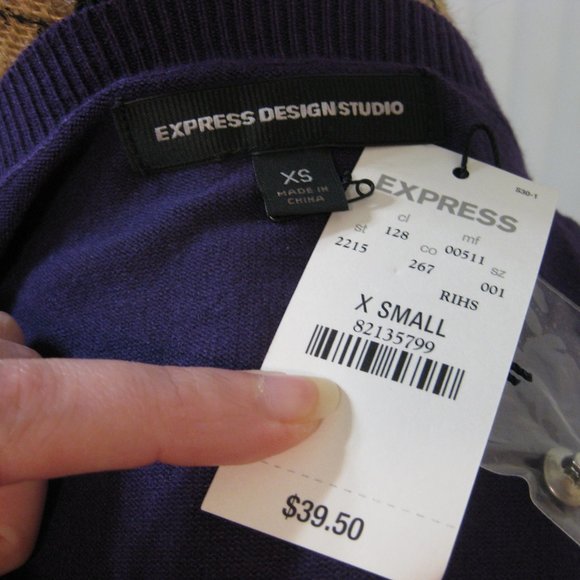 EXPRESS DESIGN STUDIO
XS
MADE IN
CHINA
S30-1
EXPRESS
st cl mf
2215 128 00511
co sz
267 001
RIHS
X SMALL
82135799
$39.50